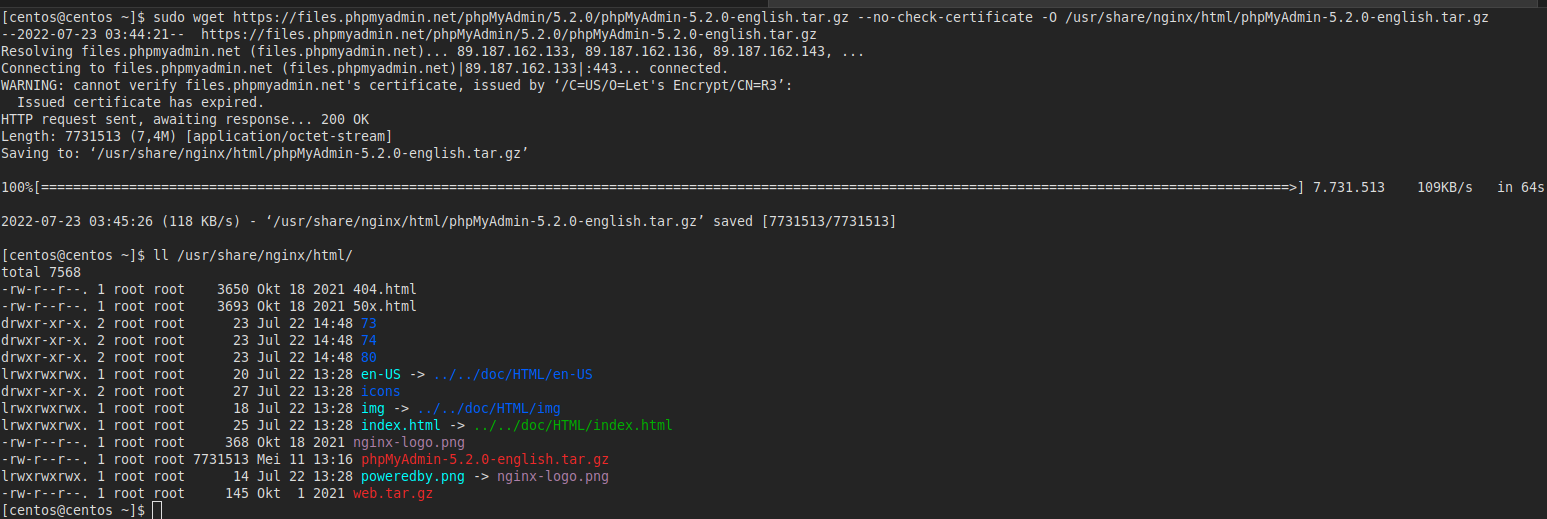 [centos@centos ~]$ sudo wget https://files.phpmyadmin.net/phpMyAdmin/5.2.0/phpMyAdmin-5.2.0-english.tar.gz --no-check-certificate -O /usr/share/nginx/html/phpMyAdmin-5.2.0-english.tar.gz
--2022-07-23 03:44:21--  https://files.phpmyadmin.net/phpMyAdmin/5.2.0/phpMyAdmin-5.2.0-english.tar.gz
Resolving files.phpmyadmin.net (files.phpmyadmin.net)... 89.187.162.133, 89.187.162.136, 89.187.162.143, ...
Connecting to files.phpmyadmin.net (files.phpmyadmin.net)|89.187.162.133|:443... connected.
WARNING: cannot verify files.phpmyadmin.net's certificate, issued by ‘/C=US/O=Let's Encrypt/CN=R3’:
  Issued certificate has expired.
HTTP request sent, awaiting response... 200 OK
Length: 7731513 (7,4M) [application/octet-stream]
Saving to: ‘/usr/share/nginx/html/phpMyAdmin-5.2.0-english.tar.gz’
100%[============================================================================================================================================================>] 7.731.513    109KB/s   in 64s
2022-07-23 03:45:26 (118 KB/s) - ‘/usr/share/nginx/html/phpMyAdmin-5.2.0-english.tar.gz’ saved [7731513/7731513]
[centos@centos ~]$ ll /usr/share/nginx/html/
total 7568
-rw-r--r--. 1 root root    3650 Okt 18 2021 404.html
-rw-r--r--. 1 root root    3693 Okt 18 2021 50x.html
drwxr-xr-x. 2 root root      23 Jul 22 14:48 73
drwxr-xr-x. 2 root root      23 Jul 22 14:48 74
drwxr-xr-x. 2 root root      23 Jul 22 14:48 80
lrwxrwxrwx. 1 root root      20 Jul 22 13:28 en-US -> ../../doc/HTML/en-US
drwxr-xr-x. 2 root root      27 Jul 22 13:28 icons
lrwxrwxrwx. 1 root root      18 Jul 22 13:28 img -> ../../doc/HTML/img
lrwxrwxrwx. 1 root root      25 Jul 22 13:28 index.html -> ../../doc/HTML/index.html
-rw-r--r--. 1 root root     368 Okt 18 2021 nginx-logo.png
-rw-r--r--. 1 root root 7731513 Mei 11 13:16 phpMyAdmin-5.2.0-english.tar.gz
lrwxrwxrwx. 1 root root      14 Jul 22 13:28 poweredby.png -> nginx-logo.png
-rw-r--r--. 1 root root     145 Okt  1 2021 web.tar.gz
[centos@centos ~]$